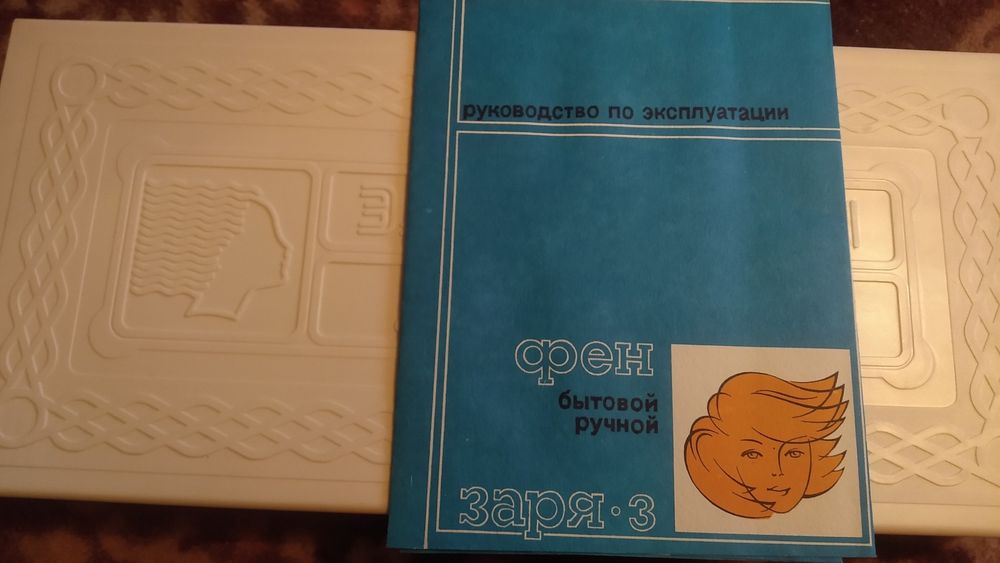 руководство по эксплуатации
фен
бытовой
ручной
заря·3